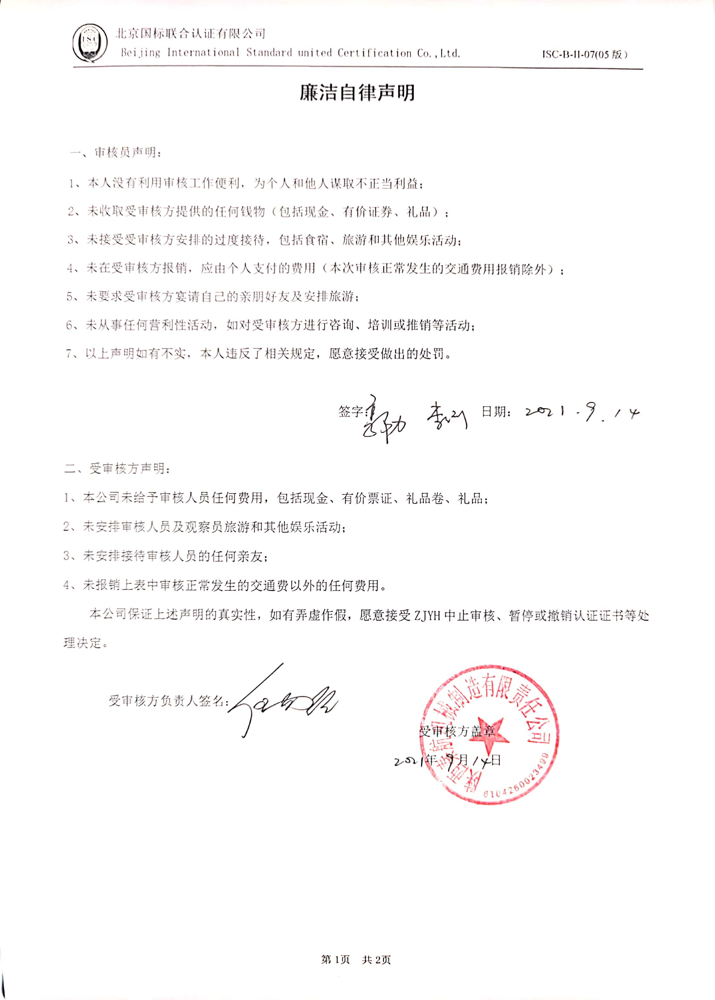 ISC
北京国标联合认证有限公司
Beijing International Standard united Certification Co.,Ltd.
ISC-B-II-07(05版)
廉洁自律声明
一、审核员声明：
1、本人没有利用审核工作便利，为个人和他人谋取不正当利益；
2、未收取受审核方提供的任何钱物（包括现金、有价证券、礼品）；
3、未接受受审核方安排的过度接待，包括食宿、旅游和其他娱乐活动；
4、未在受审核方报销，应由个人支付的费用（本次审核正常发生的交通费用报销除外）；
5、未要求受审核方宴请自己的亲朋好友及安排旅游；
6、未从事任何营利性活动，如对受审核方进行咨询、培训或推销等活动；
7、以上声明如有不实，本人违反了相关规定，愿意接受做出的处罚。
签字： 日期：2021.9.14
二、受审核方声明：
1、本公司未给予审核人员任何费用，包括现金、有价票证、礼品卷、礼品；
2、未安排审核人员及观察员旅游和其他娱乐活动；
3、未安排接待审核人员的任何亲友；
4、未报销上表中审核正常发生的交通费以外的任何费用。
本公司保证上述声明的真实性，如有弄虚作假，愿意接受ZJYH中止审核、暂停或撤销认证证书等处
理决定。
受审核方负责人签名：
陕西 航机械制造有限责任公司
受审核方盖章
2021年9月14日
6104260023499
第1页 共2页